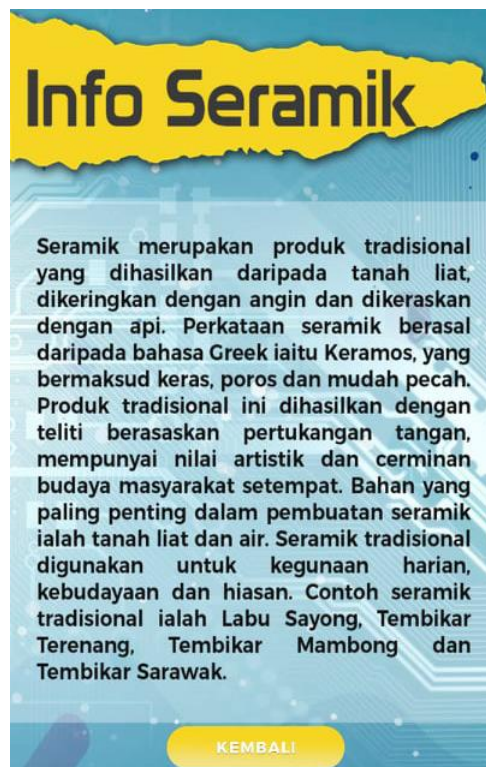 Info Seramik
Seramik merupakan produk tradisional
yang dihasilkan daripada tanah liat,
dikeringkan dengan angin dan dikeraskan
dengan api. Perkataan seramik berasal
daripada bahasa Greek iaitu Keramos, yang
bermaksud keras, poros dan mudah pecah.
Produk tradisional ini dihasilkan dengan
teliti berasaskan pertukangan tangan,
mempunyai nilai artistik dan cerminan
budaya masyarakat setempat. Bahan yang
paling penting dalam pembuatan seramik
ialah tanah liat dan air. Seramik tradisional
digunakan untuk kegunaan harian,
kebudayaan dan hiasan. Contoh seramik
tradisional ialah Labu Sayong, Tembikar
Terenang, Tembikar Mambong dan
Tembikar Sarawak.
KEMBALI